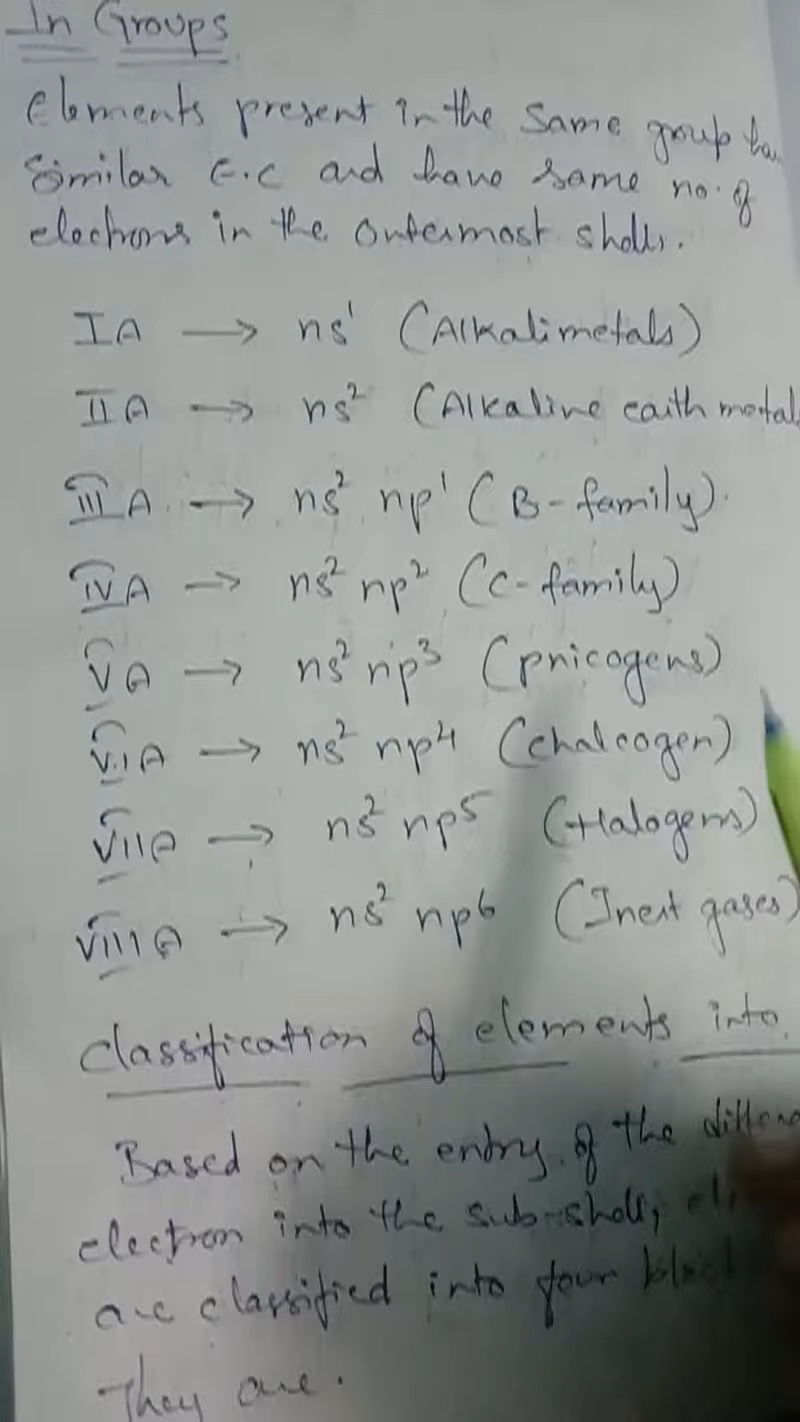 In Groups
Elements present in the same group ha
similar E.C and have same no. of
electrons in the outermost shells.
IA → ns¹ (Alkali metals)
IIA → ns² (Alkaline earth metals
IIIA → ns² np¹ (B-family)
IVA → ns² np² (C-family)
VA → ns² np³ (pnicogens)
VIA → ns² np⁴ (chalcogen)
VIIA → ns² np⁵ (Halogens)
VIIIA → ns² np⁶ (Inert gases)
Classification of elements into
Based on the entry of the
electron into the sub-shell,
are classified into four
They are.